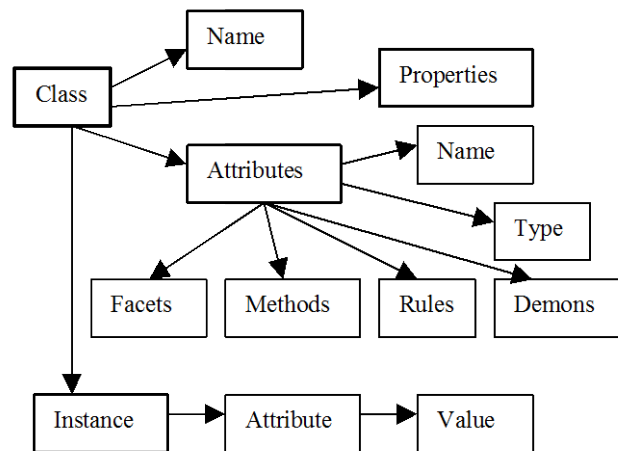 Name
Properties
Class
Name
Attributes
Type
Facets
Methods
Rules
Demons
Instance
Attribute
Value